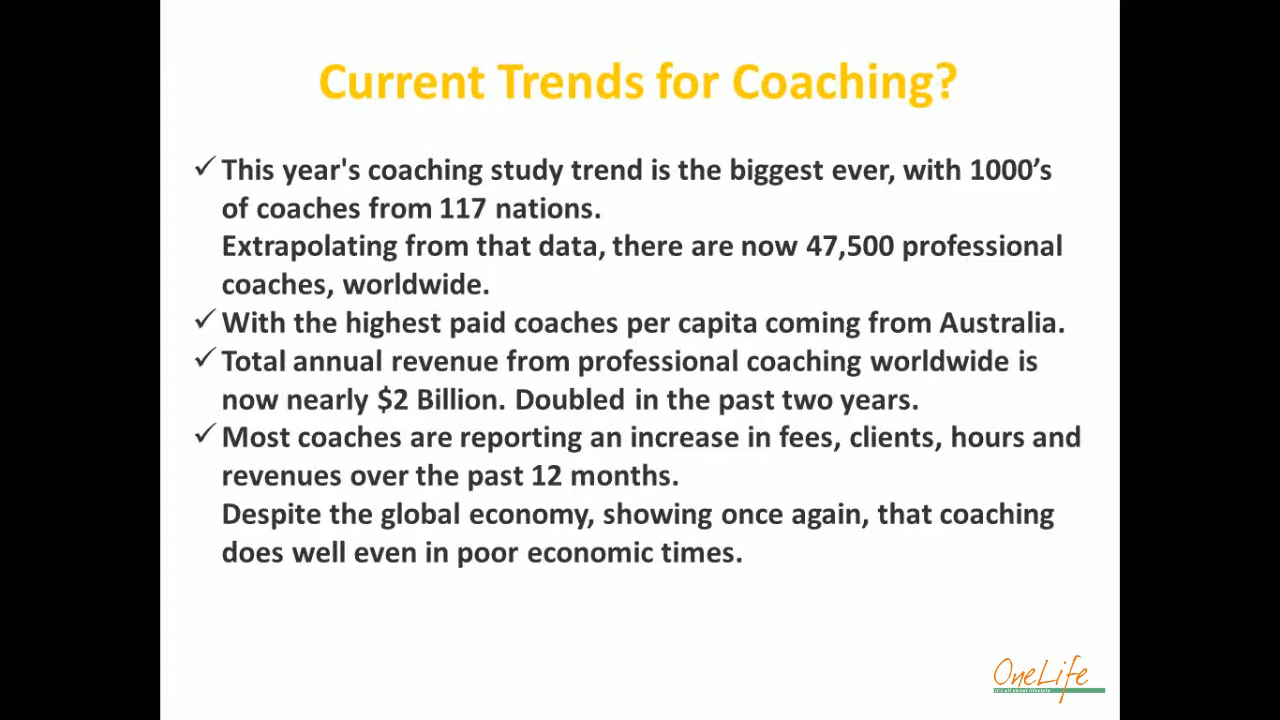 Current Trends for Coaching?
✓ This year's coaching study trend is the biggest ever, with 1000’s
of coaches from 117 nations.
Extrapolating from that data, there are now 47,500 professional
coaches, worldwide.
✓ With the highest paid coaches per capita coming from Australia.
✓ Total annual revenue from professional coaching worldwide is
now nearly $2 Billion. Doubled in the past two years.
✓ Most coaches are reporting an increase in fees, clients, hours and
revenues over the past 12 months.
Despite the global economy, showing once again, that coaching
does well even in poor economic times.
OneLife
it's all about lifestyle